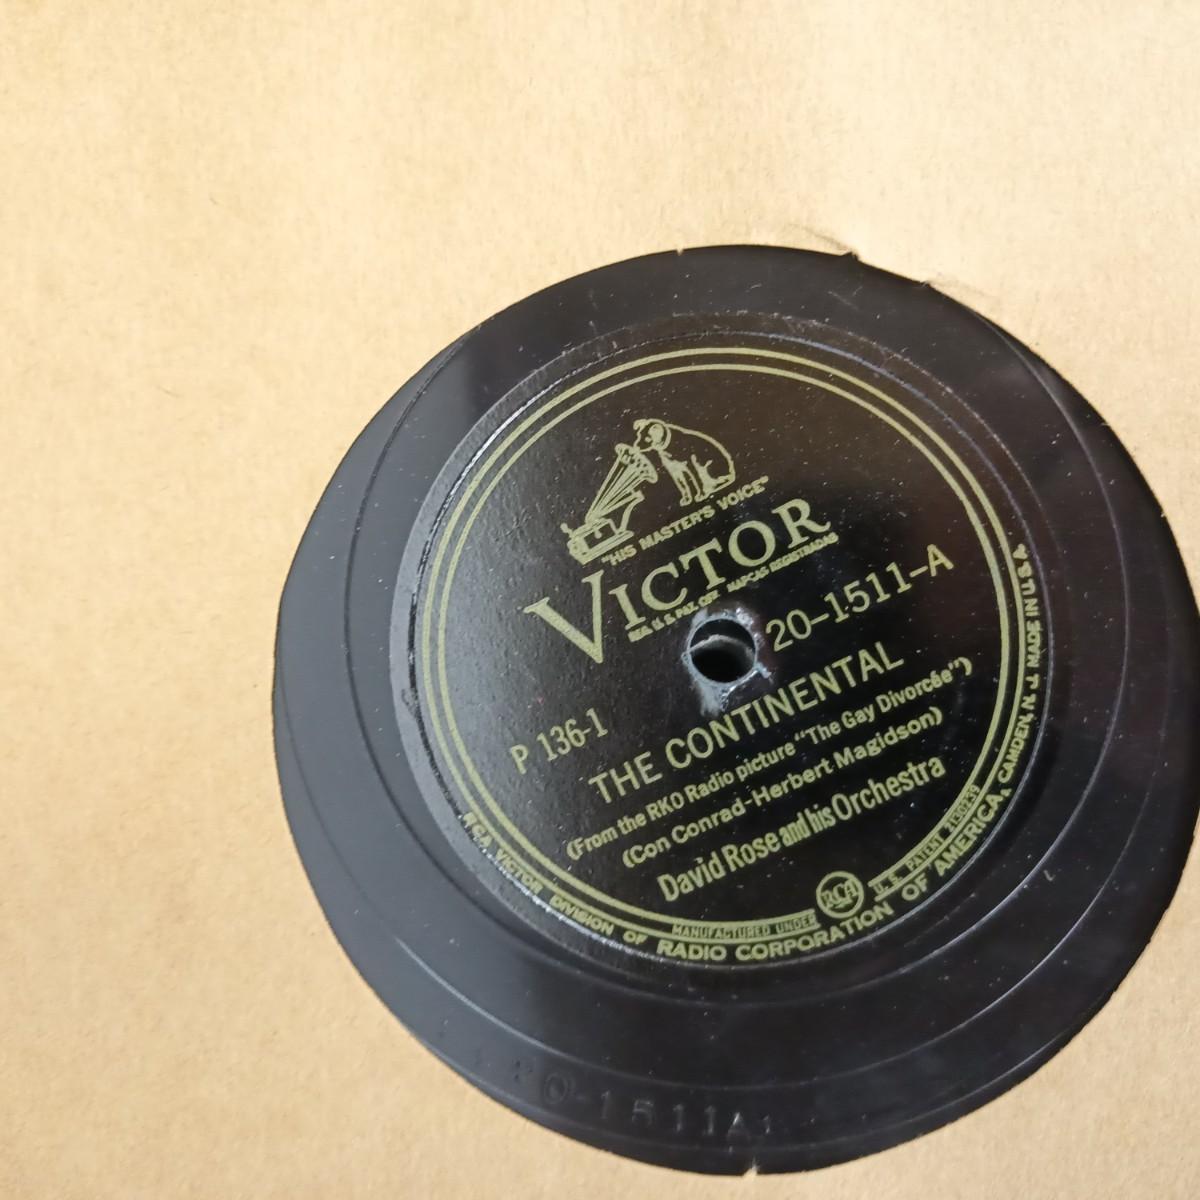 "HIS MASTER'S VOICE"
VICTOR
REG. U. S. PAT. OFF. MARCAS REGISTRADAS
20-1511-A
P 136-1
THE CONTINENTAL
(From the RKO Radio picture "The Gay Divorcée")
(Con Conrad-Herbert Magidson)
David Rose and his Orchestra
MANUFACTURED UNDER RCA U. S. PATENT 2130239
RCA VICTOR DIVISION OF RADIO CORPORATION OF AMERICA, CAMDEN, N. J. MADE IN U.S.A.
20-1511A